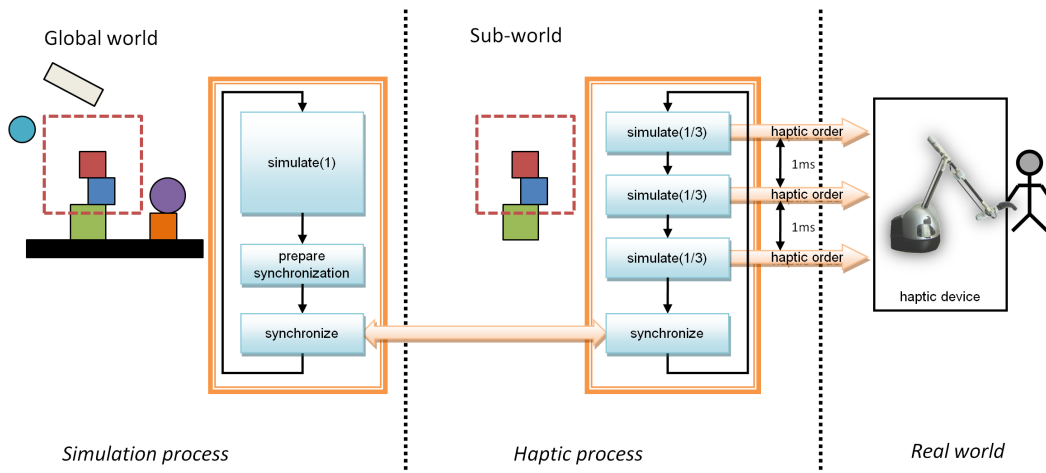 Global world
Sub-world
simulate(1)
prepare
synchronization
synchronize
simulate(1/3)
simulate(1/3)
simulate(1/3)
synchronize
haptic order
1ms
haptic order
1ms
haptic order
haptic device
Simulation process
Haptic process
Real world